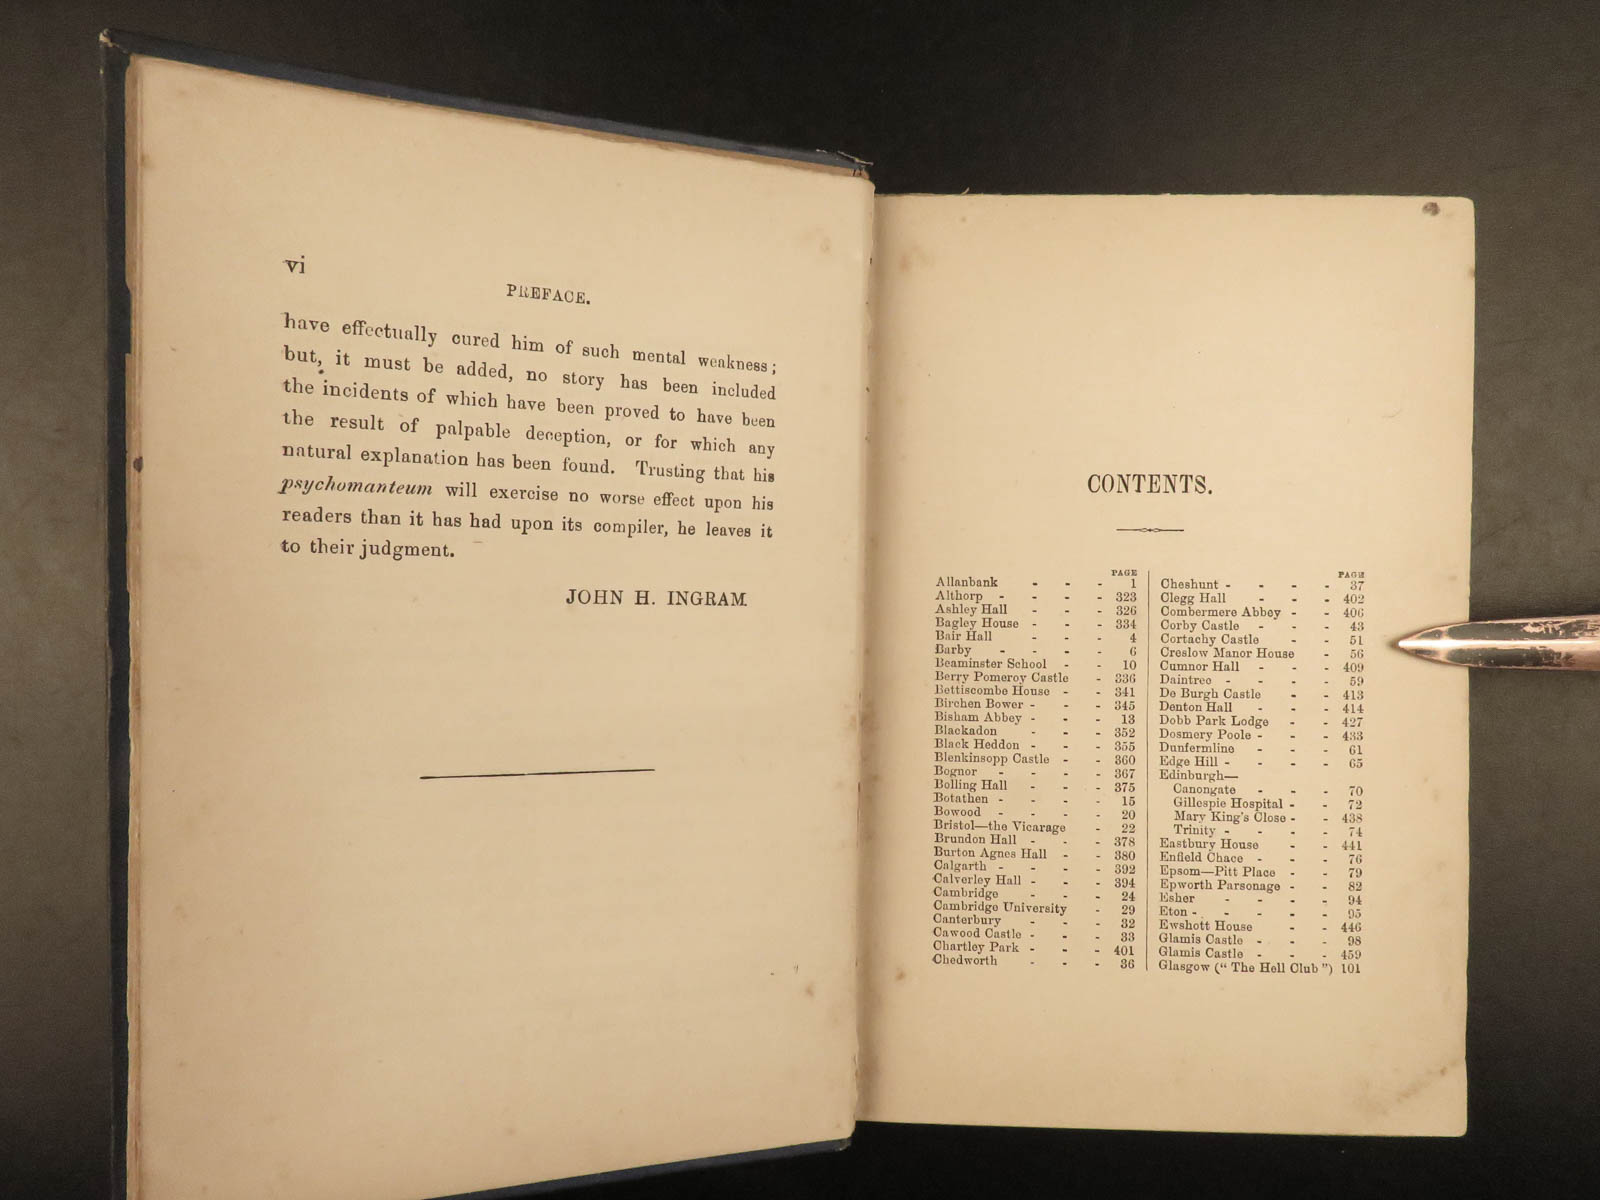 vi
PREFACE.
have effectually cured him of such mental weakness;
but, it must be added, no story has been included
the incidents of which have been proved to have been
the result of palpable deception, or for which any
natural explanation has been found. Trusting that his
psychomanteum will exercise no worse effect upon his
readers than it has had upon its compiler, he leaves it
to their judgment.
JOHN H. INGRAM.
CONTENTS.
PAGE
Allanbank - - - 1
Althorp - - - - 323
Ashley Hall - - - 326
Bagley House - - - 334
Bair Hall - - - 4
Barby - - - - 6
Beaminster School - - 10
Berry Pomeroy Castle - 336
Bettiscombe House - - 341
Birchen Bower - - - 345
Bisham Abbey - - - 13
Blackadon - - - 352
Black Heddon - - - 355
Blenkinsopp Castle - - 360
Bognor - - - - 367
Bolling Hall - - - 375
Botathen - - - - 15
Bowood - - - - 20
Bristol—the Vicarage - 22
Brundon Hall - - - 378
Burton Agnes Hall - - 380
Calgarth - - - - 392
Calverley Hall - - - 394
Cambridge - - - 24
Cambridge University - 29
Canterbury - - - 32
Cawood Castle - - - 33
Chartley Park - - - 401
Chedworth - - - 36
PAGE
Cheshunt - - - - 37
Clegg Hall - - - 402
Combermere Abbey - - 406
Corby Castle - - - 43
Cortachy Castle - - 51
Creslow Manor House - 56
Cumnor Hall - - - 409
Daintree - - - - 59
De Burgh Castle - - 413
Denton Hall - - - 414
Dobb Park Lodge - - 427
Dosmery Poole - - - 433
Dunfermline - - - 61
Edge Hill - - - - 65
Edinburgh—
Canongate - - - 70
Gillespie Hospital - - 72
Mary King's Close - - 438
Trinity - - - - 74
Eastbury House - - 441
Enfield Chace - - - 76
Epsom—Pitt Place - - 79
Epworth Parsonage - - 82
Esher - - - - 94
Eton - - - - - 95
Ewshott House - - 446
Glamis Castle - - - 98
Glamis Castle - - - 459
Glasgow (“ The Hell Club ”) 101